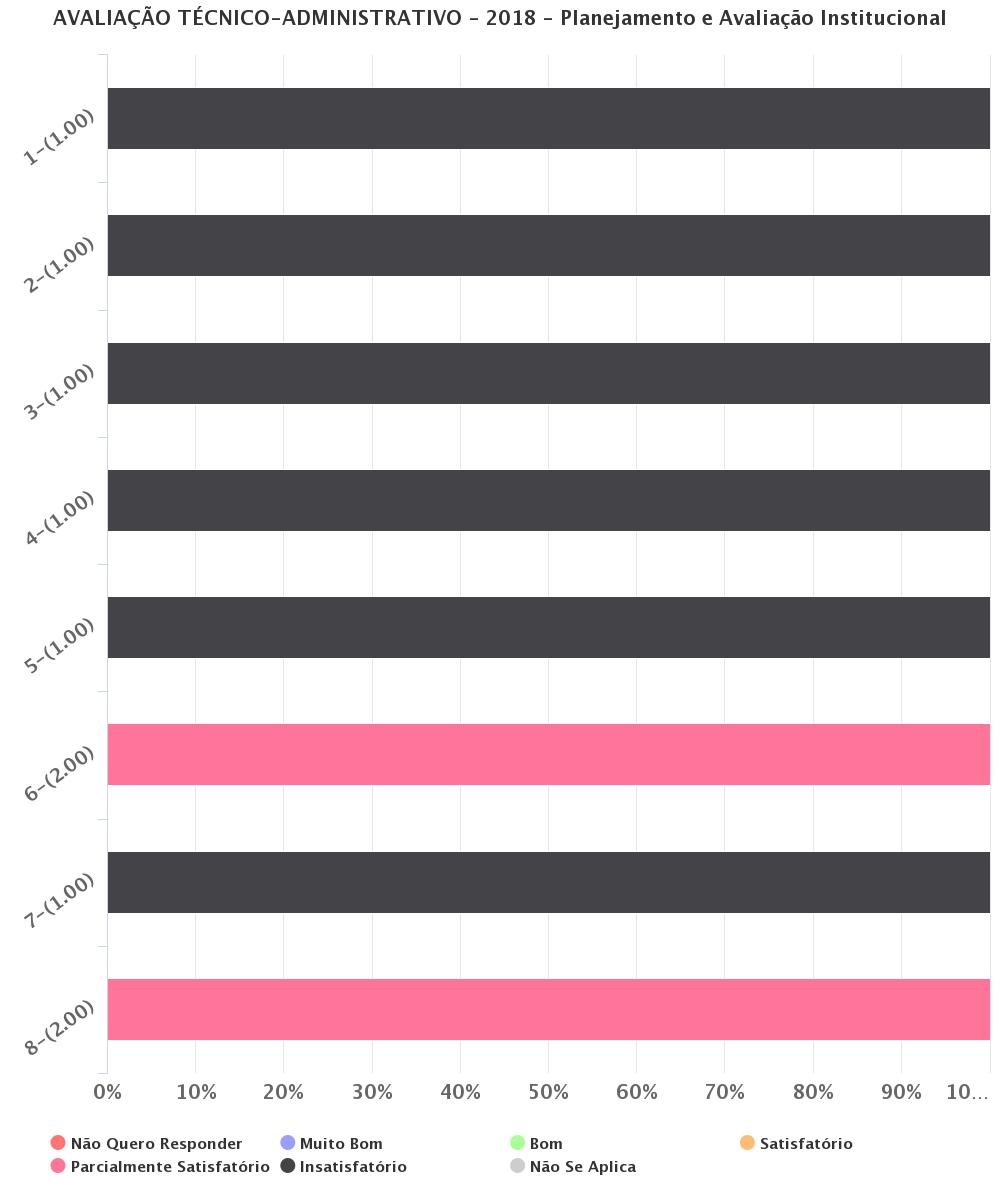 AVALIAÇÃO TÉCNICO-ADMINISTRATIVO - 2018 - Planejamento e Avaliação Institucional
1-(1.00)
2-(1.00)
3-(1.00)
4-(1.00)
5-(1.00)
6-(2.00)
7-(1.00)
8-(2.00)
0% 10% 20% 30% 40% 50% 60% 70% 80% 90% 10...
Não Quero Responder Muito Bom Bom Satisfatório
Parcialmente Satisfatório Insatisfatório Não Se Aplica